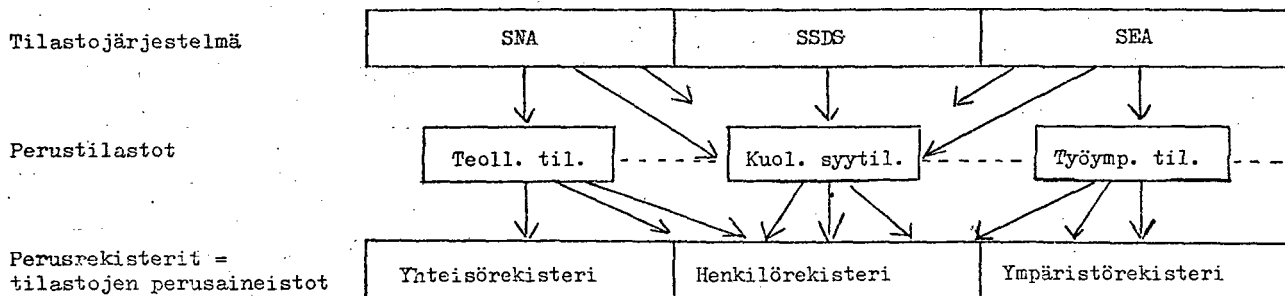 Tilastojärjestelmä SNA SSDS SEA
Perustilastot Teoll. til. Kuol. syytil. Työymp. til.
Perusrekisterit =
tilastojen perusaineistot Yhteisörekisteri Henkilörekisteri Ympäristörekisteri